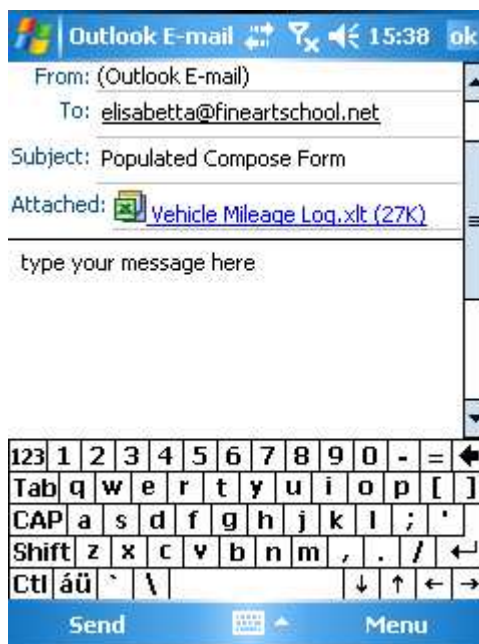 Outlook E-mail 15:38 ok
From: (Outlook E-mail)
To: elisabetta@fineartschool.net
Subject: Populated Compose Form
Attached: Vehicle Mileage Log.xlt (27K)
type your message here
123 1 2 3 4 5 6 7 8 9 0 - =
Tab q w e r t y u i o p [ ]
CAP a s d f g h j k l ; '
Shift z x c v b n m , . /
Ctl áü ` \ ↓ ↑ ← →
Send Menu